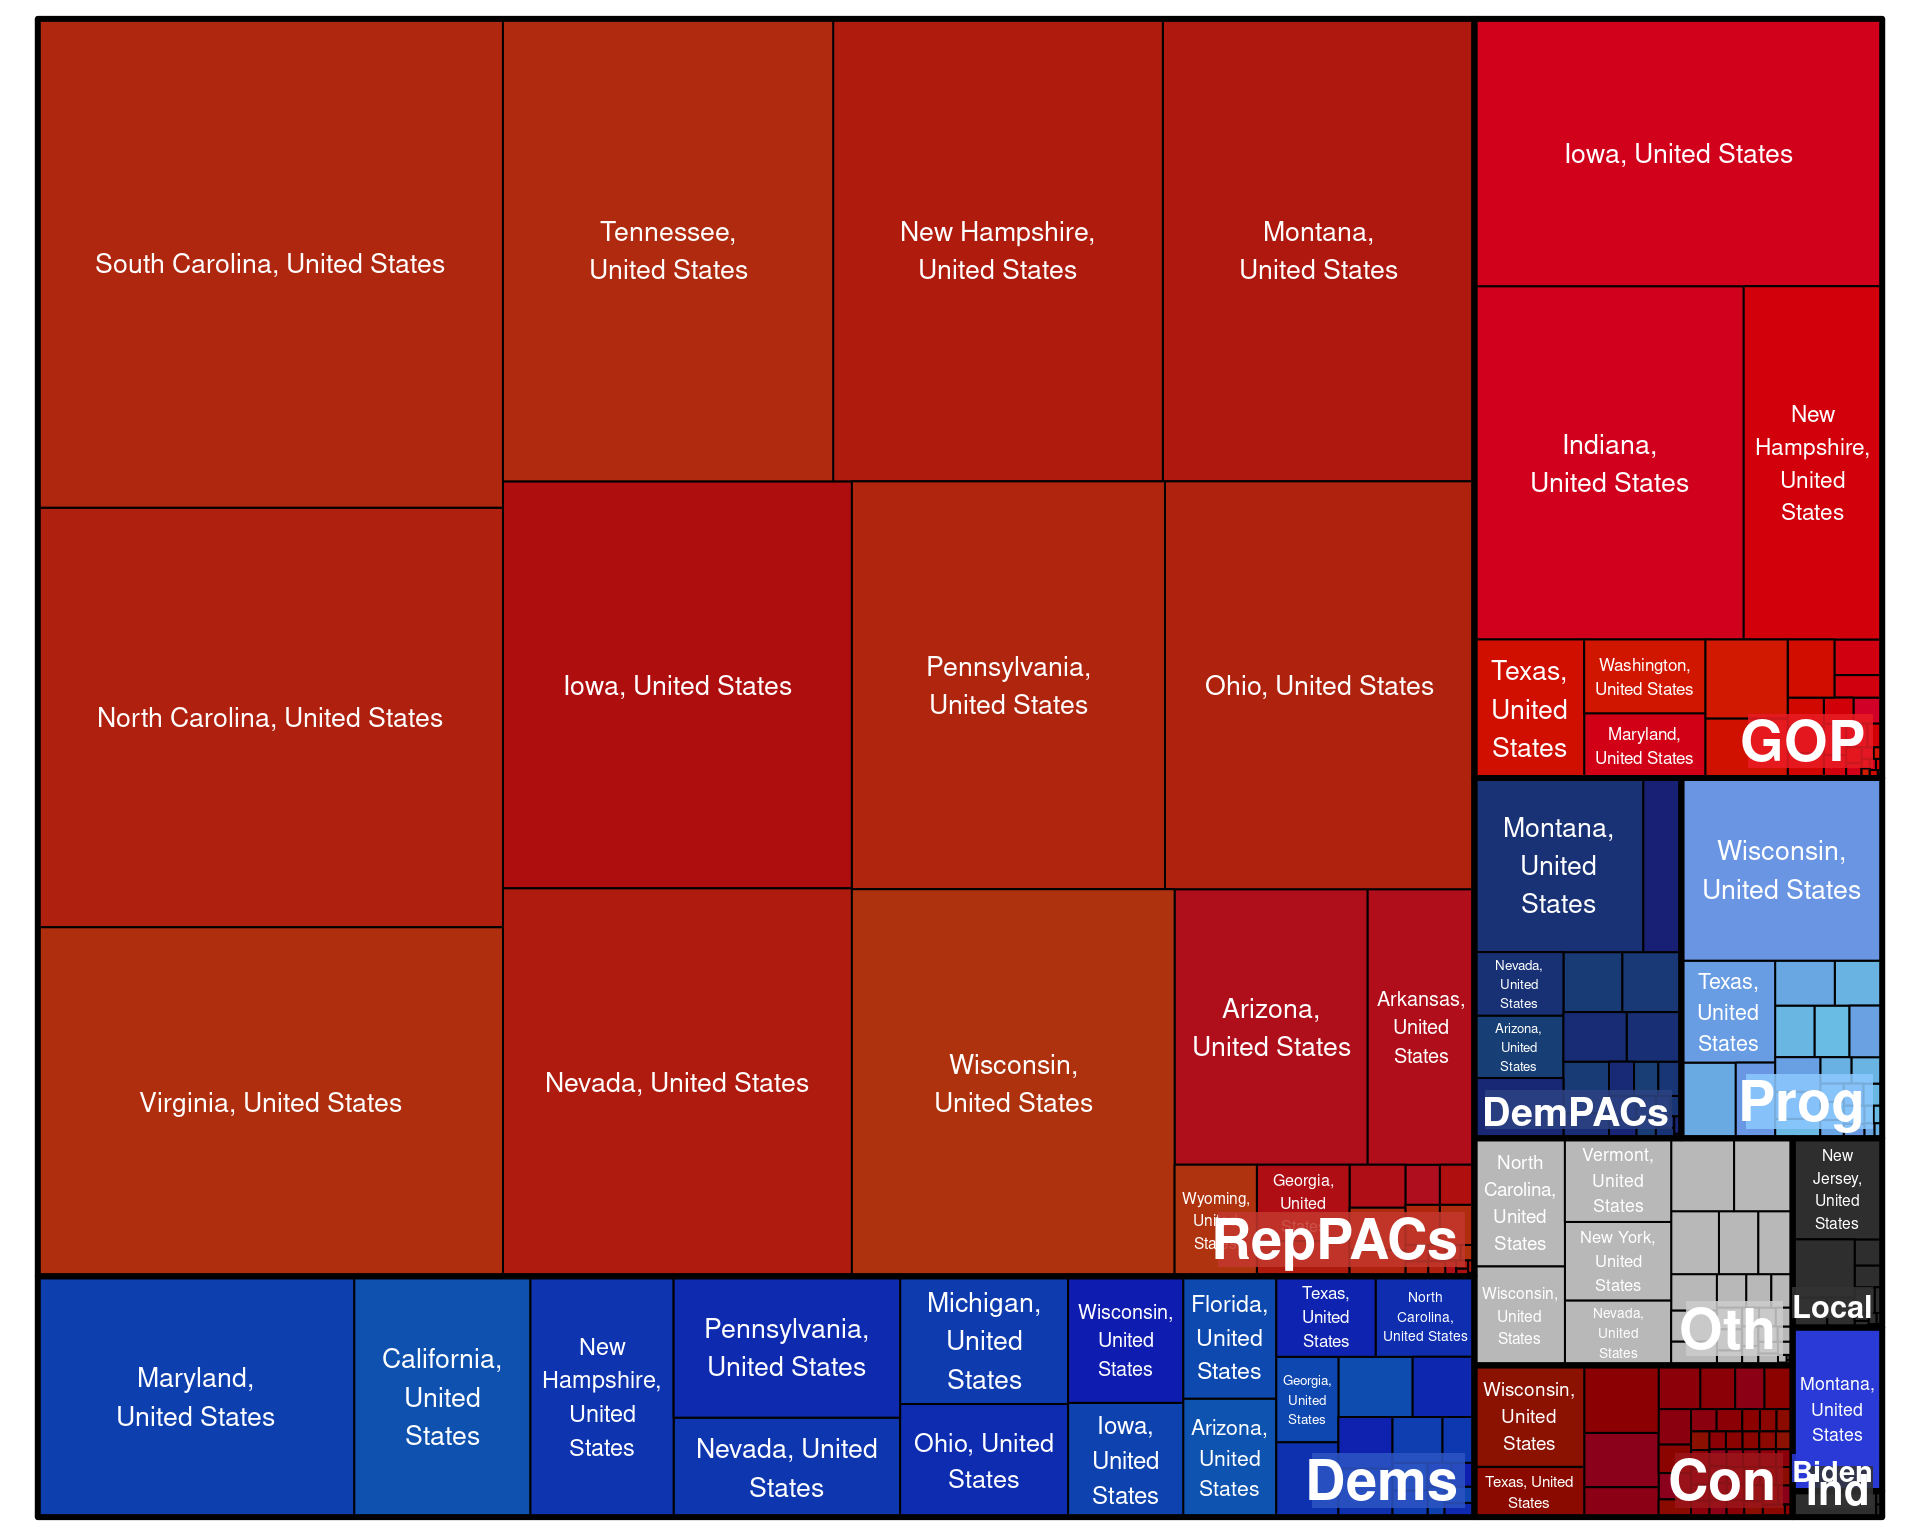 South Carolina, United States
Tennessee,
United States
New Hampshire,
United States
Montana,
United States
North Carolina, United States
Iowa, United States
Pennsylvania,
United States
Ohio, United States
Virginia, United States
Nevada, United States
Wisconsin,
United States
Arizona,
United States
Arkansas,
United
States
Wyoming,
Georgia,
United
States
RepPACs
Iowa, United States
Indiana,
United States
New
Hampshire,
United
States
Texas,
United
States
Washington,
United States
Maryland,
United States
GOP
Montana,
United
States
Nevada,
United
States
Arizona,
United
States
DemPACs
Wisconsin,
United States
Texas,
United
States
Prog
Maryland,
United States
California,
United
States
New
Hampshire,
United
States
Pennsylvania,
United States
Nevada, United
States
Michigan,
United
States
Ohio, United
States
Wisconsin,
United
States
Iowa,
United
States
Florida,
United
States
Arizona,
United
States
Texas,
United
States
North
Carolina,
United States
Georgia,
United
States
Dems
North
Carolina,
United
States
Wisconsin,
United
States
Vermont,
United
States
New York,
United
States
Nevada,
United
States
Oth
New
Jersey,
United
States
Local
Wisconsin,
United
States
Texas, United
States
Con
Montana,
United
States
Biden
Ind